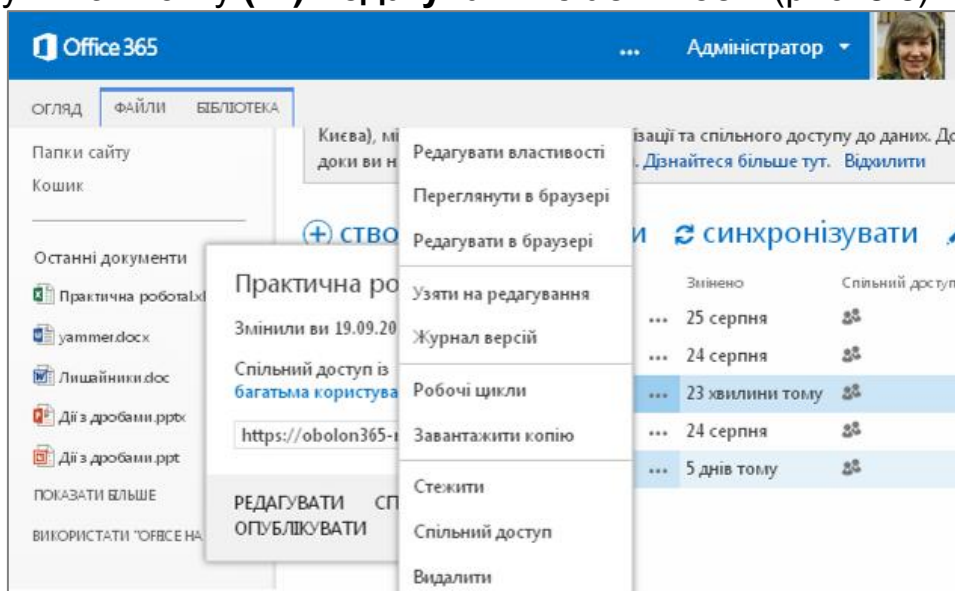 Office 365
... Адміністратор
ОГЛЯД ФАЙЛИ БІБЛІОТЕКА
Папки сайту
Кошик
Останні документи
Практична робота1.xl
yammer.docx
Лишайники.doc
Дії з дробами.pptx
Дії з дробами.ppt
ПОКАЗАТИ БІЛЬШЕ
ВИКОРИСТАТИ "OFFICE НА
Києва), мі
доки ви н
ізації та спільного доступу до даних. До
. Дізнайтеся більше тут. Відхилити
СТВО
И синхронізувати
Практична ро
Змінили ви 19.09.20
Спільний доступ із
багатьма користува
https://obolon365-
РЕДАГУВАТИ СП
ОПУБЛІКУВАТИ
Редагувати властивості
Переглянути в браузері
Редагувати в браузері
Узяти на редагування
Журнал версій
Робочі цикли
Завантажити копію
Стежити
Спільний доступ
Видалити
Змінено Спільний доступ
... 25 серпня
... 24 серпня
... 23 хвилини тому
... 24 серпня
... 5 днів тому